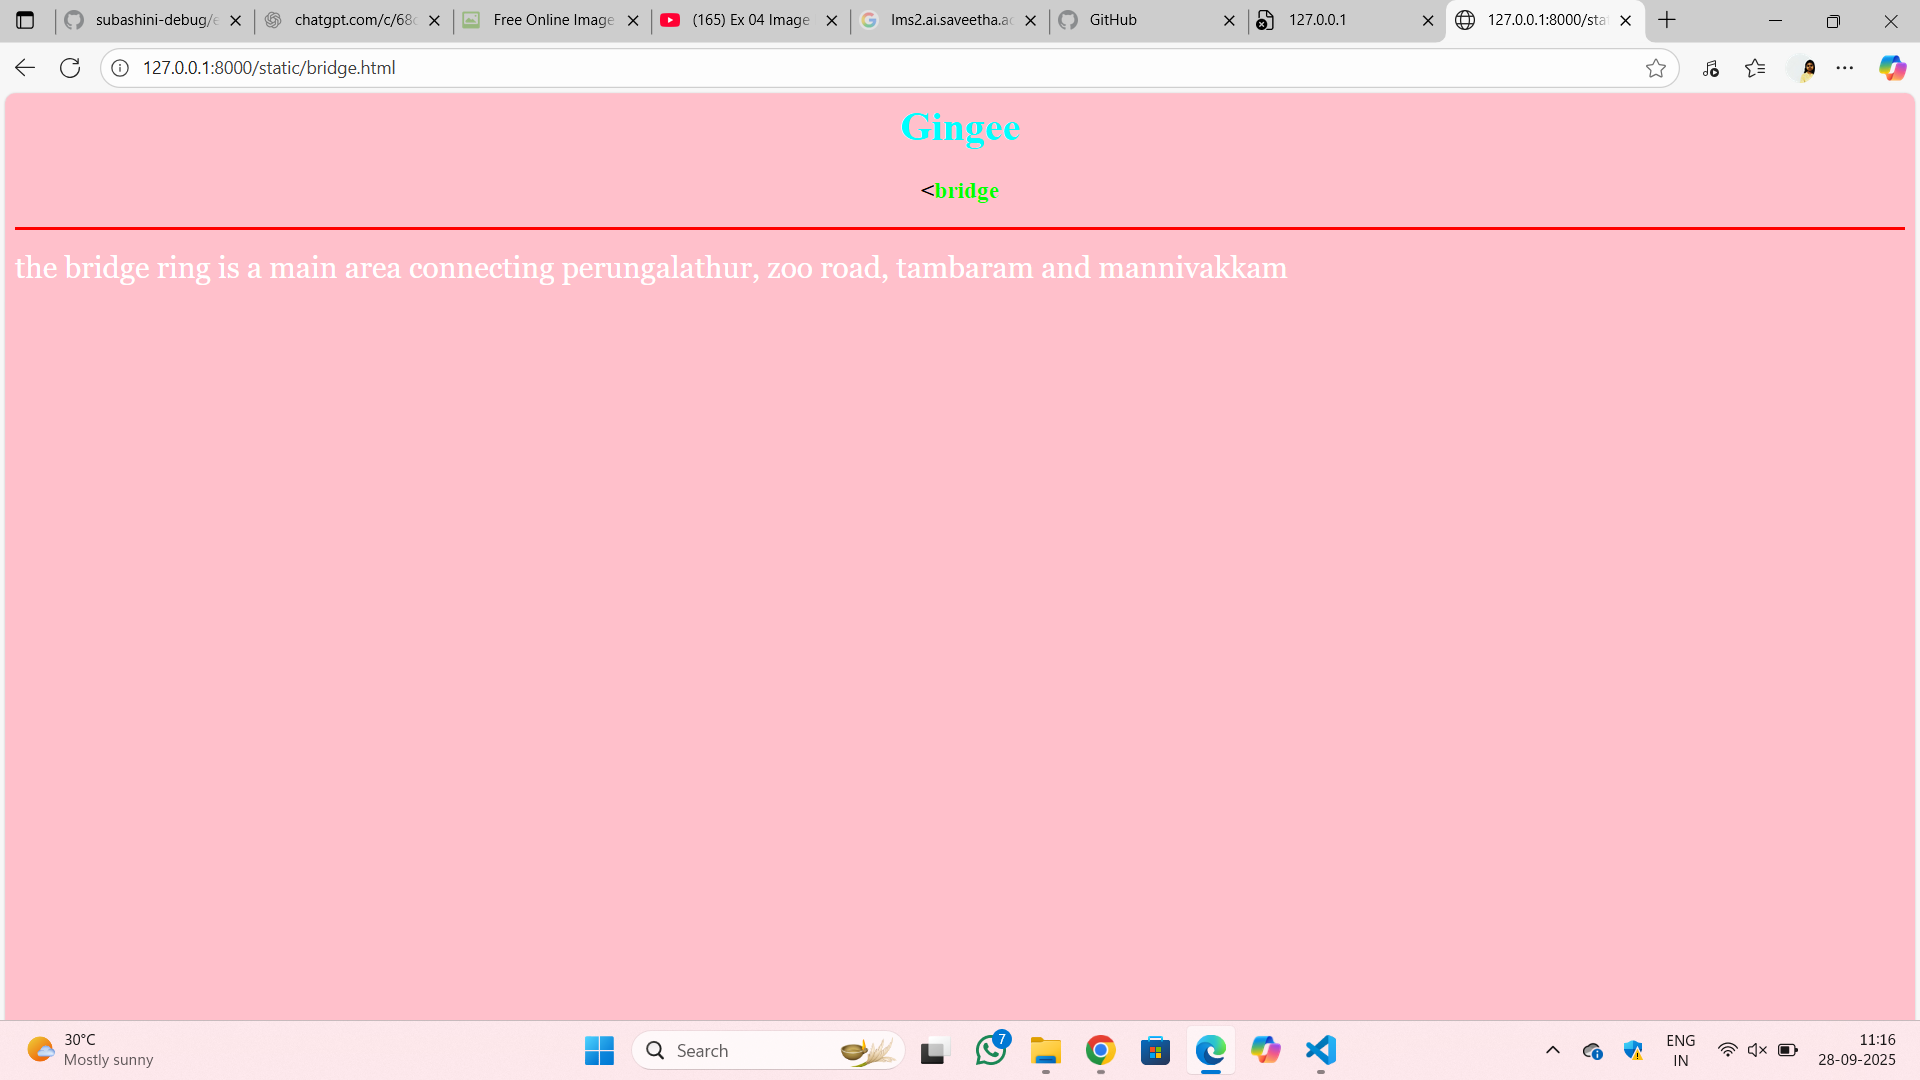 subashini-debug/e
chatgpt.com/c/68c
Free Online Image
(165) Ex 04 Image
lms2.ai.saveetha.ac
GitHub
127.0.0.1
127.0.0.1:8000/stat
127.0.0.1:8000/static/bridge.html
Gingee
<bridge
the bridge ring is a main area connecting perungalathur, zoo road, tambaram and mannivakkam
30°C
Mostly sunny
Search
7
ENG
IN
11:16
28-09-2025